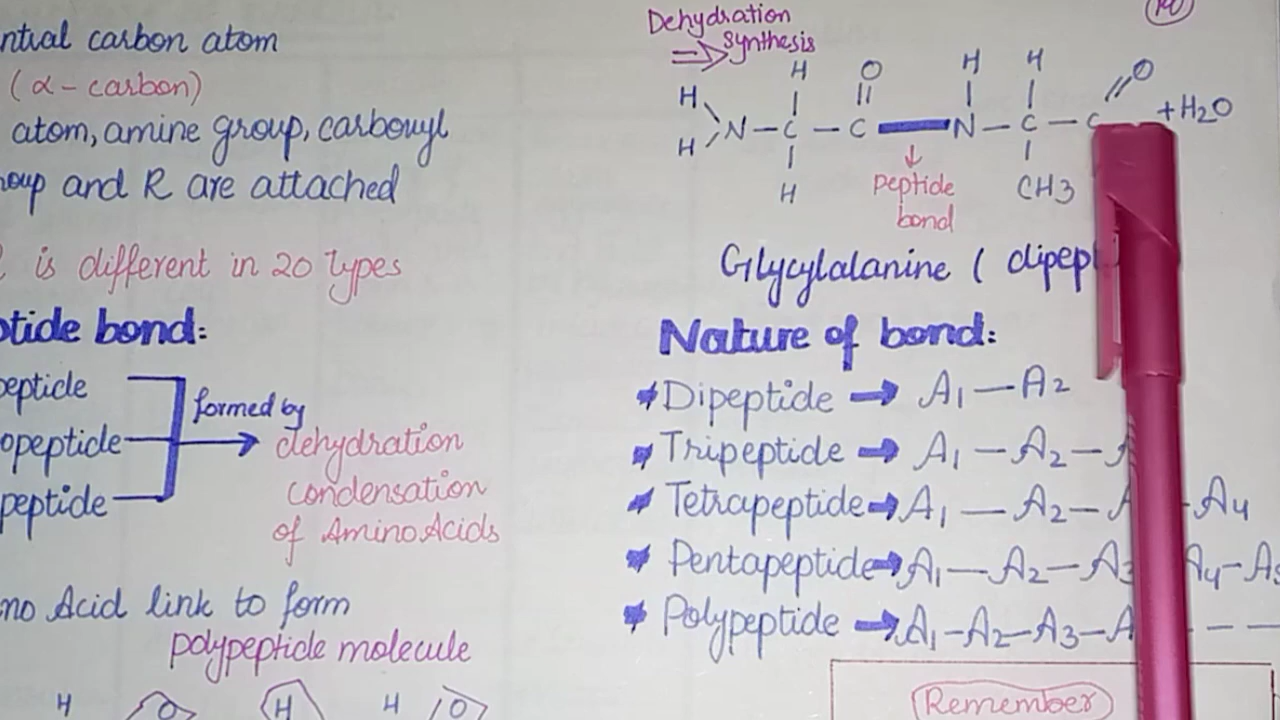 ntral carbon atom
(α - carbon)
atom, amine group, carboxyl
oup and R are attached
is different in 20 types
ptide bond:
peptide
opeptide
peptide
formed by
dehydration
condensation
of Amino Acids
no Acid link to form
polypeptide molecule
H O H H O
Dehydration
synthesis
H O H H O
H
N - C - C - N - C - C + H2O
H
H CH3
peptide
bond
Glycylalanine ( dipept
Nature of bond:
Dipeptide → A1 — A2
Tripeptide → A1 — A2 —
Tetrapeptide → A1 — A2 — A4
Pentapeptide → A1 — A2 — A3 A4 - A5
Polypeptide → A1 - A2 - A3 - A - -
Remember